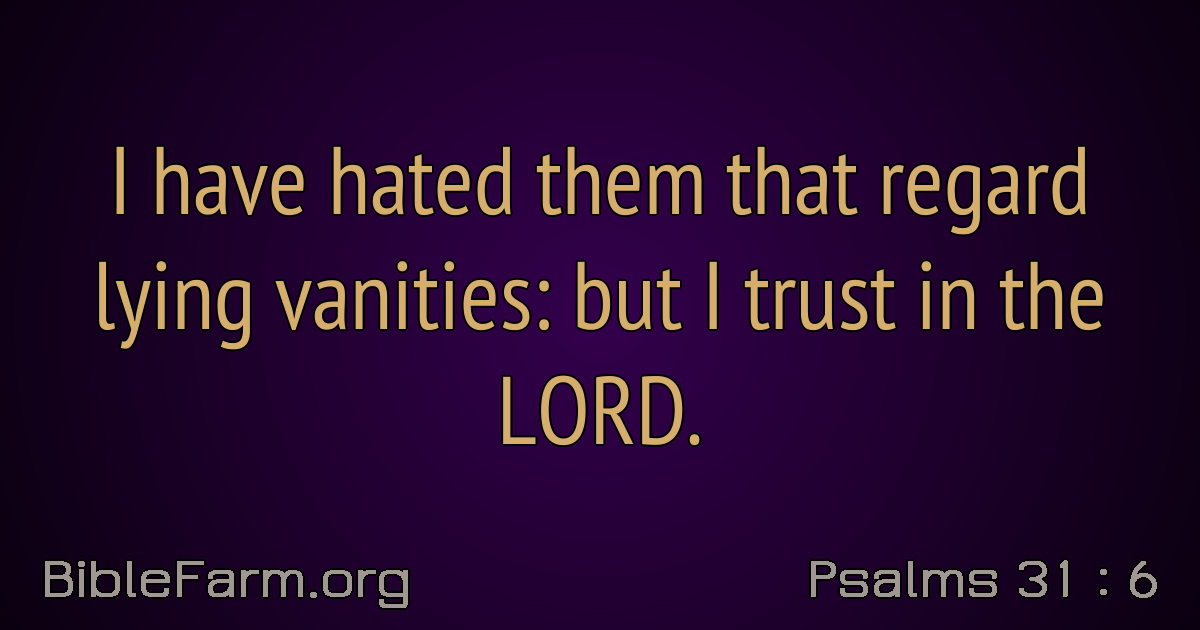 I have hated them that regard
lying vanities: but I trust in the
LORD.
BibleFarm.org
Psalms 31 : 6